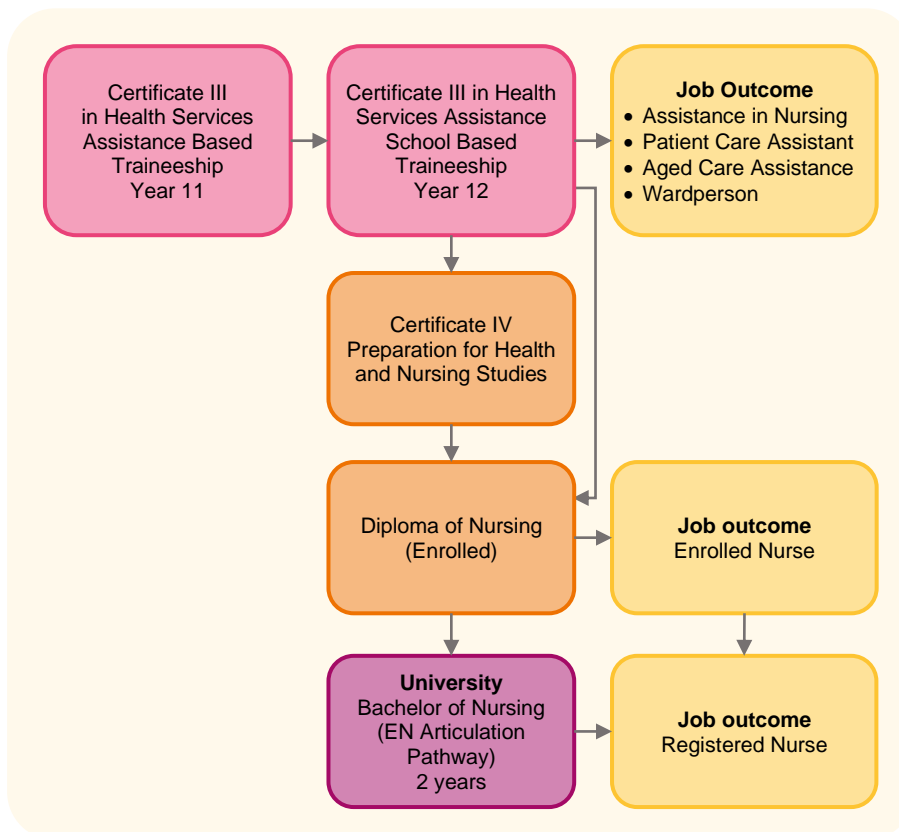 Certificate III
in Health Services
Assistance Based
Traineeship
Year 11
Certificate III in Health
Services Assistance
School Based
Traineeship
Year 12
Job Outcome
• Assistance in Nursing
• Patient Care Assistant
• Aged Care Assistance
• Wardperson
Certificate IV
Preparation for Health
and Nursing Studies
Diploma of Nursing
(Enrolled)
Job outcome
Enrolled Nurse
University
Bachelor of Nursing
(EN Articulation
Pathway)
2 years
Job outcome
Registered Nurse